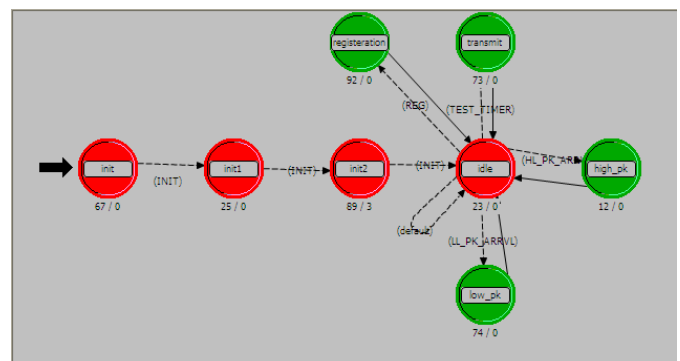 registeration
transmit
92 / 0
73 / 0
(REG)
(TEST_TIMER)
init
init1
init2
idle
high_pk
(INIT)
(INIT)
(INIT)
(HL_PK_ARVL)
67 / 0
25 / 0
89 / 3
23 / 0
12 / 0
(default)
(LL_PK_ARRVL)
low_pk
74 / 0